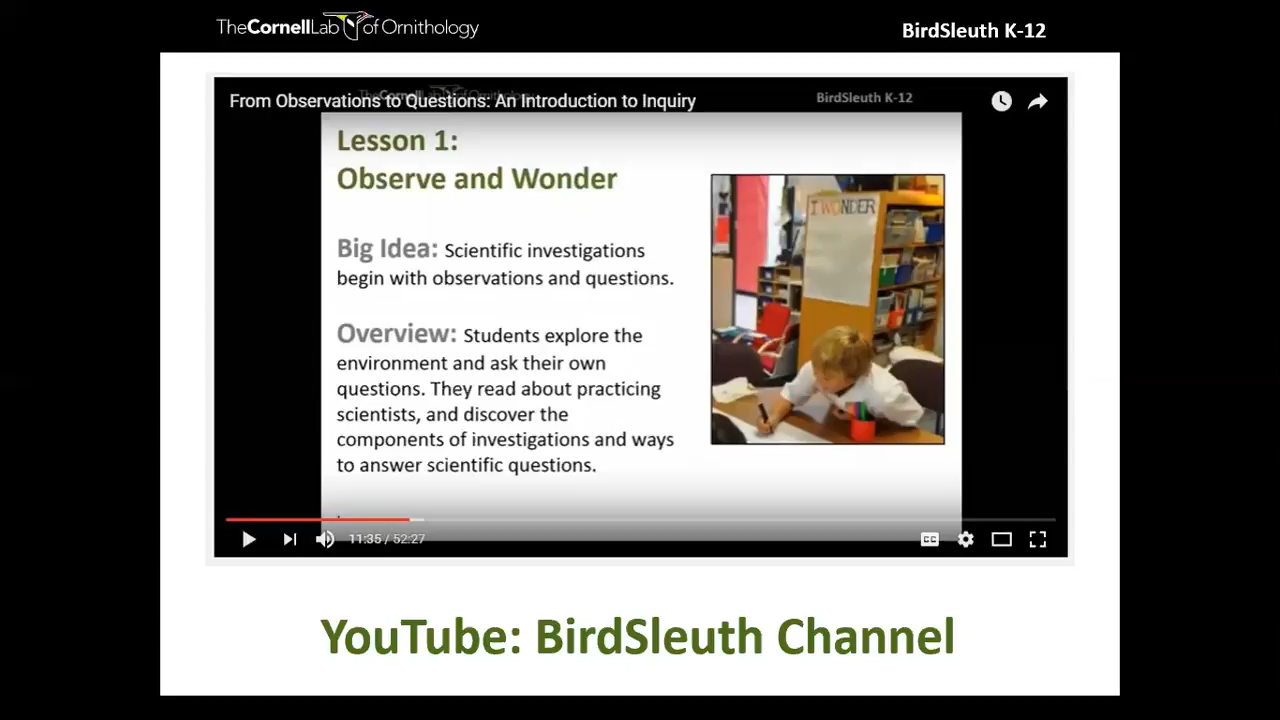 TheCornellLab of Ornithology
BirdSleuth K-12
From Observations to Questions: An Introduction to Inquiry
BirdSleuth K-12
Lesson 1:
Observe and Wonder
I WONDER
Big Idea: Scientific investigations
begin with observations and questions.
Overview: Students explore the
environment and ask their own
questions. They read about practicing
scientists, and discover the
components of investigations and ways
to answer scientific questions.
11:35 / 52:27
CC
YouTube: BirdSleuth Channel